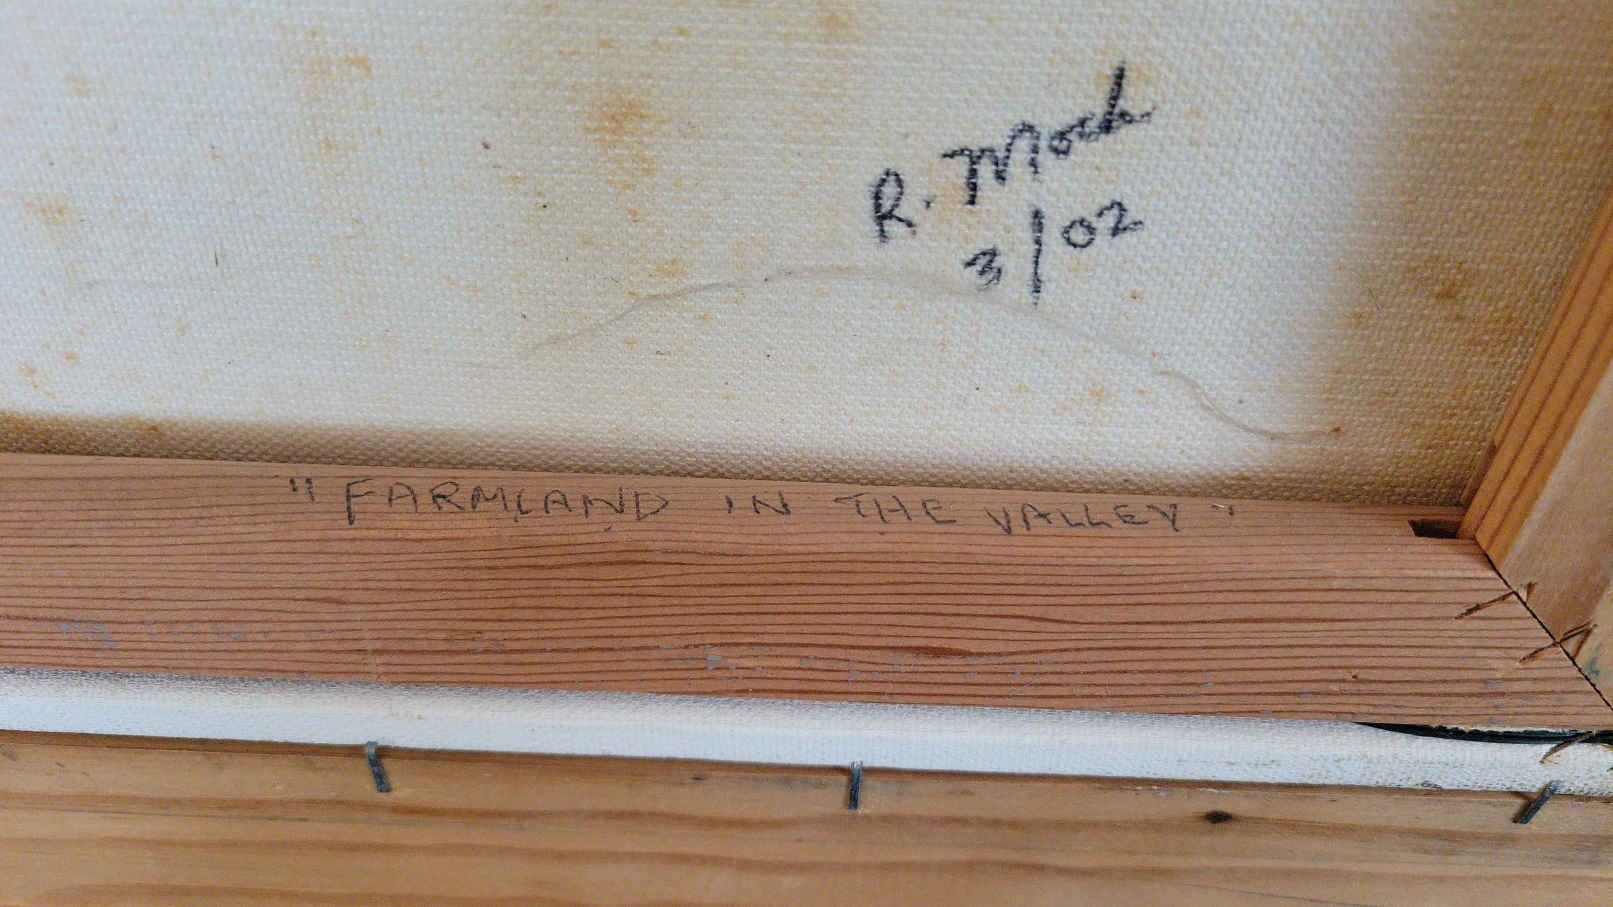 R. Mock
3/02
"FARMLAND IN THE VALLEY"